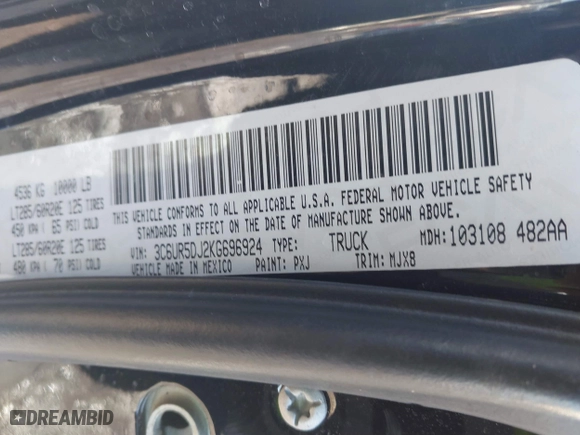 4536 KG 10000 LB
LT285/60R20E 125 TIRES
450 KPA/ 65 PSI) COLD
LT285/60R20E 125 TIRES
480 KPA/ 70 PSI) COLD
THIS VEHICLE CONFORMS TO ALL APPLICABLE U.S.A. FEDERAL MOTOR VEHICLE SAFETY
STANDARDS IN EFFECT ON THE DATE OF MANUFACTURE SHOWN ABOVE.
VIN: 3C6UR5DJ2KG696924 TYPE: TRUCK MDH: 103108 482AA
VEHICLE MADE IN MEXICO PAINT: PXJ TRIM: MJX8
DREAMBID